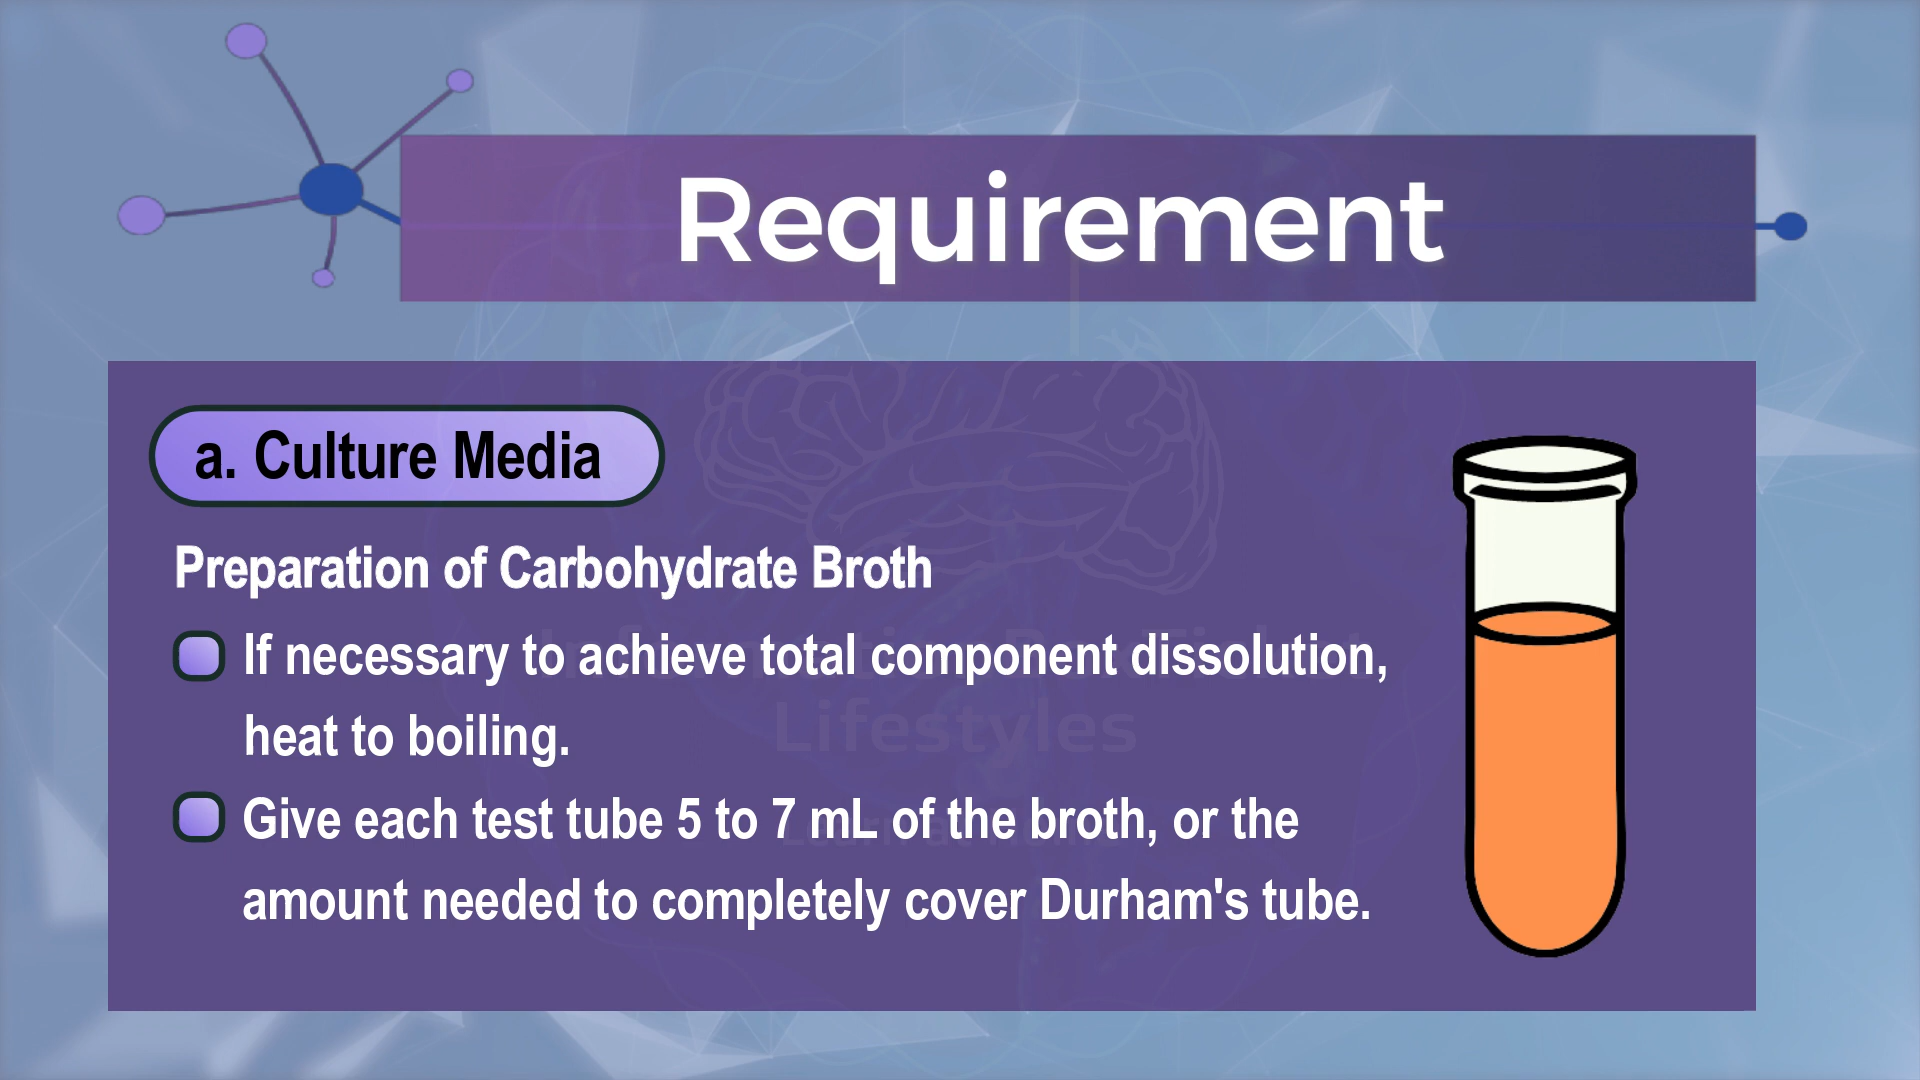 Requirement
a. Culture Media
Preparation of Carbohydrate Broth
If necessary to achieve total component dissolution,
heat to boiling.
Lifestyles
Give each test tube 5 to 7 mL of the broth, or the
amount needed to completely cover Durham's tube.